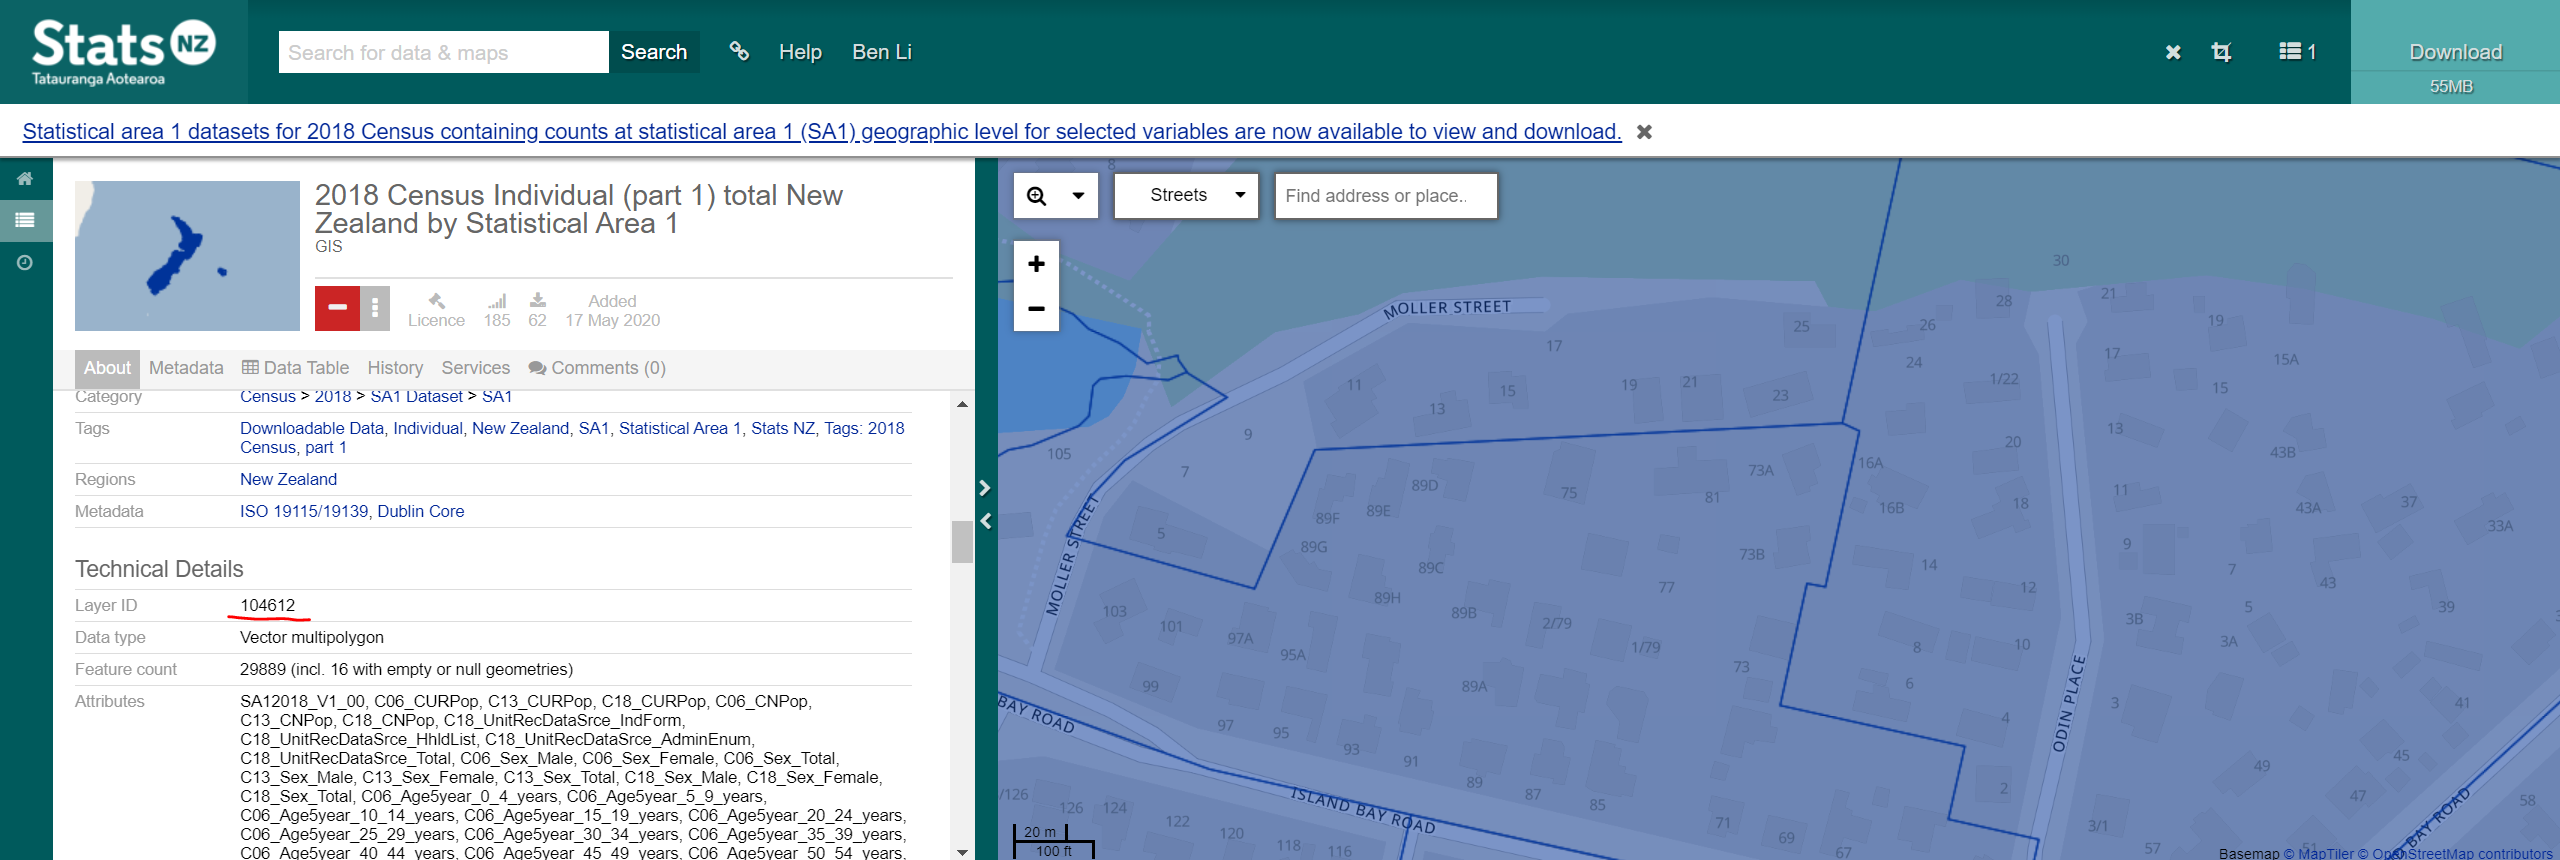 Stats NZ
Tatauranga Aotearoa
Search for data & maps
Search
Help
Ben Li
1
Download
55MB
Statistical area 1 datasets for 2018 Census containing counts at statistical area 1 (SA1) geographic level for selected variables are now available to view and download.
2018 Census Individual (part 1) total New
Zealand by Statistical Area 1
GIS
Licence
185
62
Added
17 May 2020
About
Metadata
Data Table
History
Services
Comments (0)
Category
Census > 2018 > SA1 Dataset > SA1
Tags
Downloadable Data, Individual, New Zealand, SA1, Statistical Area 1, Stats NZ, Tags: 2018
Census, part 1
Regions
New Zealand
Metadata
ISO 19115/19139, Dublin Core
Technical Details
Layer ID
104612
Data type
Vector multipolygon
Feature count
29889 (incl. 16 with empty or null geometries)
Attributes
SA12018_V1_00, C06_CURPop, C13_CURPop, C18_CURPop, C06_CNPop,
C13_CNPop, C18_CNPop, C18_UnitRecDataSrce_IndForm,
C18_UnitRecDataSrce_HhldList, C18_UnitRecDataSrce_AdminEnum,
C18_UnitRecDataSrce_Total, C06_Sex_Male, C06_Sex_Female, C06_Sex_Total,
C13_Sex_Male, C13_Sex_Female, C13_Sex_Total, C18_Sex_Male, C18_Sex_Female,
C18_Sex_Total, C06_Age5year_0_4_years, C06_Age5year_5_9_years,
C06_Age5year_10_14_years, C06_Age5year_15_19_years, C06_Age5year_20_24_years,
C06_Age5year_25_29_years, C06_Age5year_30_34_years, C06_Age5year_35_39_years,
C06_Age5year_40_44_years, C06_Age5year_45_49_years, C06_Age5year_50_54_years,
Streets
Find address or place..
+
−
8
30
28
21
MOLLER STREET
25
26
19
17
17
15A
24
11
15
19
21
23
1/22
15
13
9
20
13
43B
105
7
73A
16A
89D
75
81
11
37
18
43A
89E
16B
33A
89F
5
9
89G
73B
MOLLER STREET
89C
14
7
43
77
12
89H
5
39
103
89B
3B
101
2/79
97A
10
3A
1/79
8
95A
73
99
89A
6
ODIN PLACE
3
41
BAY ROAD
97
95
4
93
91
45
49
89
2
/126
126
124
87
47
58
ISLAND BAY ROAD
85
122
71
3/1
120
69
BAY ROAD
20 m
118
116
67
57
51
100 ft
Basemap © MapTiler © OpenStreetMap contributors